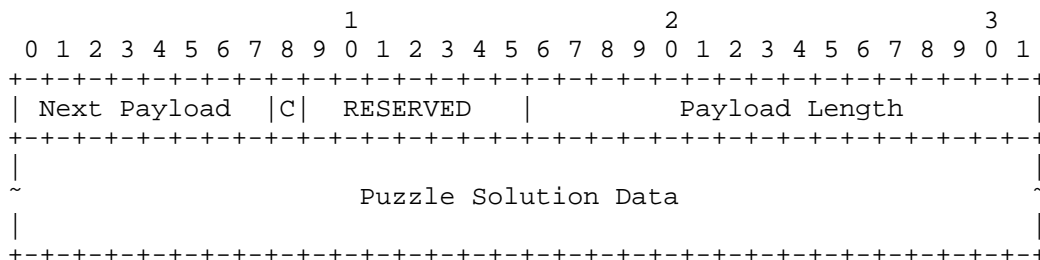 1                   2                   3
 0 1 2 3 4 5 6 7 8 9 0 1 2 3 4 5 6 7 8 9 0 1 2 3 4 5 6 7 8 9 0 1
+-+-+-+-+-+-+-+-+-+-+-+-+-+-+-+-+-+-+-+-+-+-+-+-+-+-+-+-+-+-+-+-+
| Next Payload  |C|  RESERVED   |         Payload Length        |
+-+-+-+-+-+-+-+-+-+-+-+-+-+-+-+-+-+-+-+-+-+-+-+-+-+-+-+-+-+-+-+-+
|                                                               |
~                     Puzzle Solution Data                      ~
|                                                               |
+-+-+-+-+-+-+-+-+-+-+-+-+-+-+-+-+-+-+-+-+-+-+-+-+-+-+-+-+-+-+-+-+